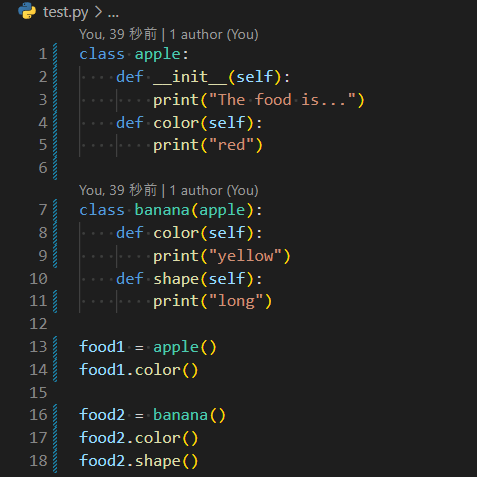 test.py > ...
You, 39 秒前 | 1 author (You)
1 class apple:
2     def __init__(self):
3         print("The food is...")
4     def color(self):
5         print("red")
6
You, 39 秒前 | 1 author (You)
7 class banana(apple):
8     def color(self):
9         print("yellow")
10     def shape(self):
11         print("long")
12
13 food1 = apple()
14 food1.color()
15
16 food2 = banana()
17 food2.color()
18 food2.shape()